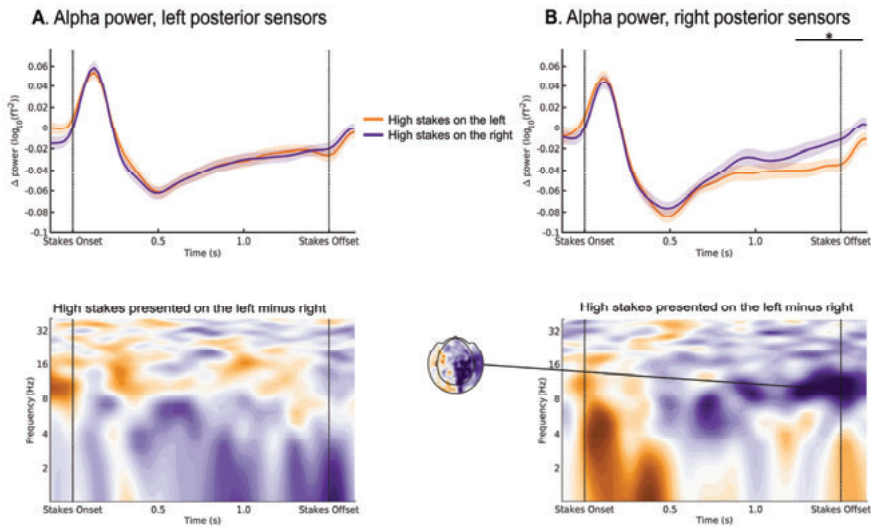 A. Alpha power, left posterior sensors
0.06
0.04
0.02
0
-0.02
-0.04
-0.06
-0.08
-0.1
Δ power (log10(fT^2))
Stakes Onset 0.5 1.0 Stakes Offset
Time (s)
High stakes on the left
High stakes on the right
B. Alpha power, right posterior sensors
*
0.06
0.04
0.02
0
-0.02
-0.04
-0.06
-0.08
-0.1
Δ power (log10(fT^2))
Stakes Onset 0.5 1.0 Stakes Offset
Time (s)
High stakes presented on the left minus right
32
16
8
4
2
Frequency (Hz)
Stakes Onset 0.5 1.0 Stakes Offset
Time (s)
High stakes presented on the left minus right
32
16
8
4
2
Frequency (Hz)
Stakes Onset 0.5 1.0 Stakes Offset
Time (s)